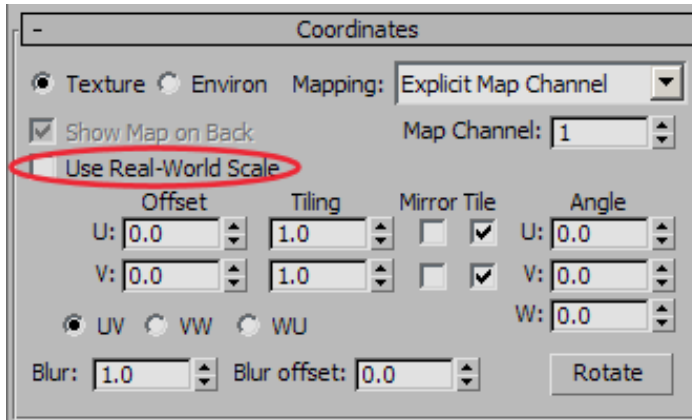 - Coordinates
Texture Environ Mapping: Explicit Map Channel
Show Map on Back Map Channel: 1
Use Real-World Scale
Offset Tiling Mirror Tile Angle
U: 0.0 1.0 U: 0.0
V: 0.0 1.0 V: 0.0
UV VW WU W: 0.0
Blur: 1.0 Blur offset: 0.0 Rotate